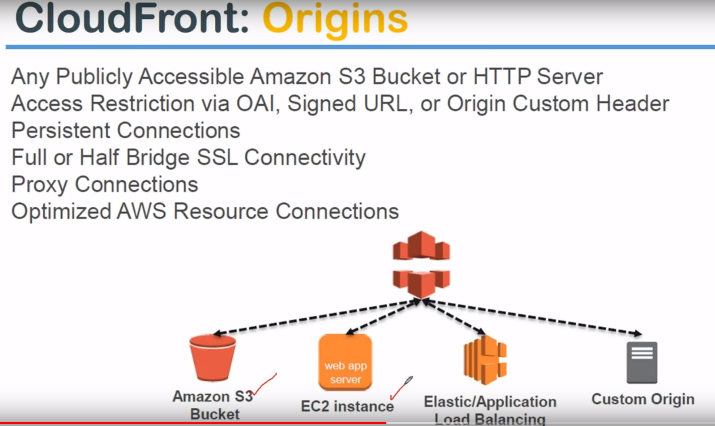 CloudFront: Origins
Any Publicly Accessible Amazon S3 Bucket or HTTP Server
Access Restriction via OAI, Signed URL, or Origin Custom Header
Persistent Connections
Full or Half Bridge SSL Connectivity
Proxy Connections
Optimized AWS Resource Connections
web app
server
Amazon S3
Bucket
EC2 instance
Elastic/Application
Load Balancing
Custom Origin